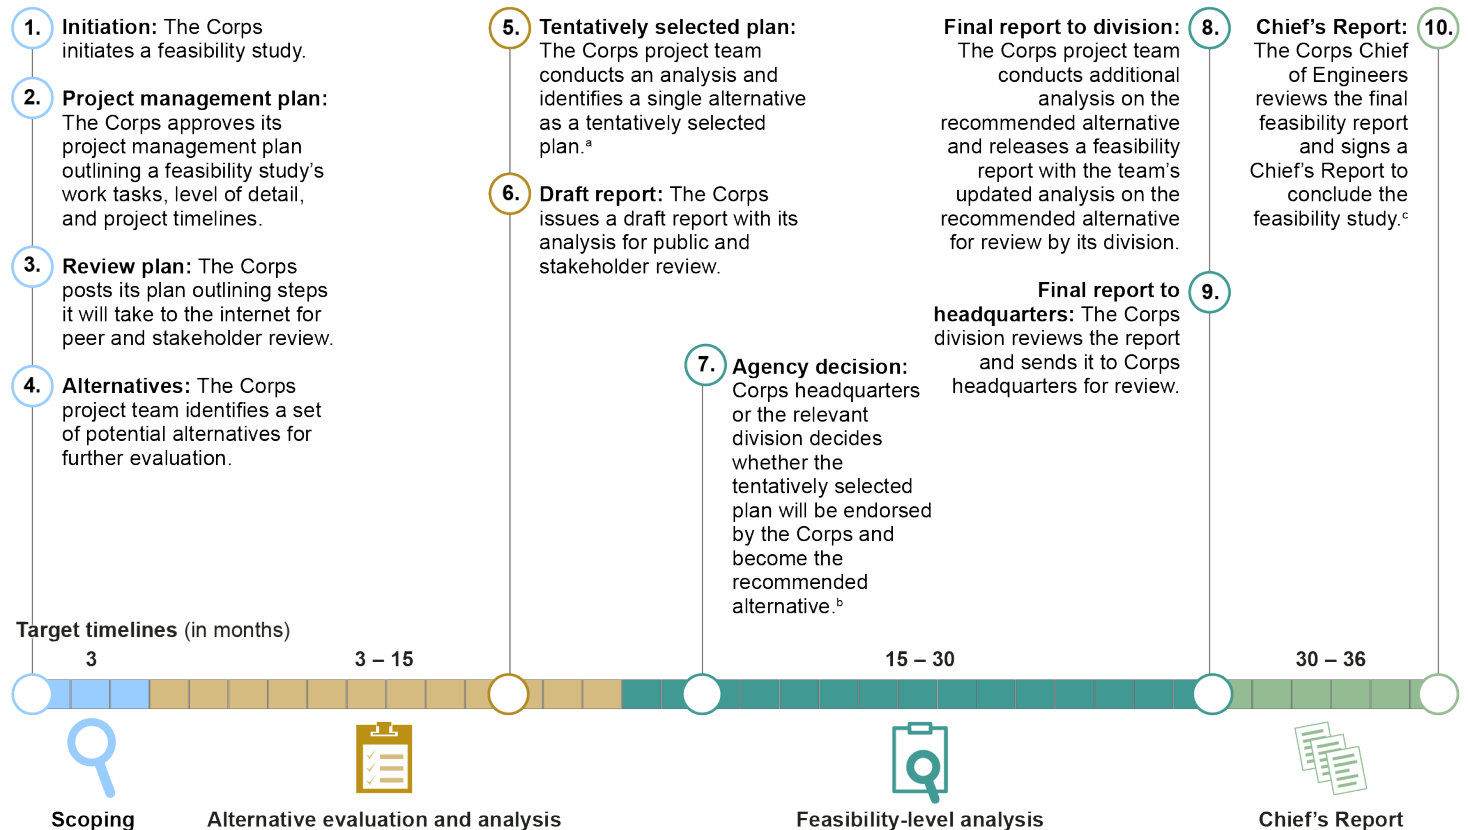 1.
Initiation: The Corps
initiates a feasibility study.
2.
Project management plan:
The Corps approves its
project management plan
outlining a feasibility study’s
work tasks, level of detail,
and project timelines.
3.
Review plan: The Corps
posts its plan outlining steps
it will take to the internet for
peer and stakeholder review.
4.
Alternatives: The Corps
project team identifies a set
of potential alternatives for
further evaluation.
5.
Tentatively selected plan:
The Corps project team
conducts an analysis and
identifies a single alternative
as a tentatively selected
plan.a
6.
Draft report: The Corps
issues a draft report with its
analysis for public and
stakeholder review.
7.
Agency decision:
Corps headquarters
or the relevant
division decides
whether the
tentatively selected
plan will be endorsed
by the Corps and
become the
recommended
alternative.b
Final report to division:
8.
The Corps project team
conducts additional
analysis on the
recommended alternative
and releases a feasibility
report with the team’s
updated analysis on the
recommended alternative
for review by its division.
Final report to
9.
headquarters: The Corps
division reviews the report
and sends it to Corps
headquarters for review.
Chief’s Report:
10.
The Corps Chief
of Engineers
reviews the final
feasibility report
and signs a
Chief’s Report to
conclude the
feasibility study.c
Target timelines (in months)
3
3 – 15
15 – 30
30 – 36
Scoping
Alternative evaluation and analysis
Feasibility-level analysis
Chief’s Report